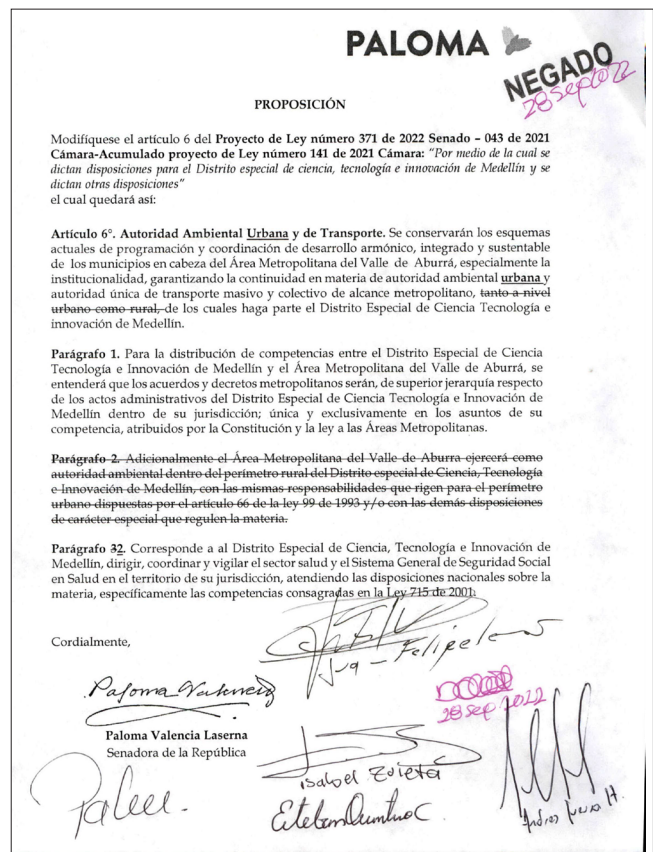 PALOMA
NEGADO
28 Sep 2022
PROPOSICIÓN
Modifíquese el artículo 6 del Proyecto de Ley número 371 de 2022 Senado – 043 de 2021
Cámara-Acumulado proyecto de Ley número 141 de 2021 Cámara: "Por medio de la cual se
dictan disposiciones para el Distrito especial de ciencia, tecnología e innovación de Medellín y se
dictan otras disposiciones"
el cual quedará así:
Artículo 6°. Autoridad Ambiental Urbana y de Transporte. Se conservarán los esquemas
actuales de programación y coordinación de desarrollo armónico, integrado y sustentable
de los municipios en cabeza del Área Metropolitana del Valle de Aburrá, especialmente la
institucionalidad, garantizando la continuidad en materia de autoridad ambiental urbana y
autoridad única de transporte masivo y colectivo de alcance metropolitano, tanto a nivel
urbano como rural, de los cuales haga parte el Distrito Especial de Ciencia Tecnología e
innovación de Medellín.
Parágrafo 1. Para la distribución de competencias entre el Distrito Especial de Ciencia
Tecnología e Innovación de Medellín y el Área Metropolitana del Valle de Aburrá, se
entenderá que los acuerdos y decretos metropolitanos serán, de superior jerarquía respecto
de los actos administrativos del Distrito Especial de Ciencia Tecnología e Innovación de
Medellín dentro de su jurisdicción; única y exclusivamente en los asuntos de su
competencia, atribuidos por la Constitución y la ley a las Áreas Metropolitanas.
Parágrafo 2. Adicionalmente el Área Metropolitana del Valle de Aburra ejercerá como
autoridad ambiental dentro del perímetro rural del Distrito especial de Ciencia, Tecnología
e Innovación de Medellín, con las mismas responsabilidades que rigen para el perímetro
urbano dispuestas por el artículo 66 de la ley 99 de 1993 y/o con las demás disposiciones
de carácter especial que regulen la materia.
Parágrafo 32. Corresponde a al Distrito Especial de Ciencia, Tecnología e Innovación de
Medellín, dirigir, coordinar y vigilar el sector salud y el Sistema General de Seguridad Social
en Salud en el territorio de su jurisdicción, atendiendo las disposiciones nacionales sobre la
materia, específicamente las competencias consagradas en la Ley 715 de 2001.
Cordialmente,
Paloma Valencia
28 sep 2022
Paloma Valencia Laserna
Senadora de la República
Isabel Zuleta
Esteban Quintero C